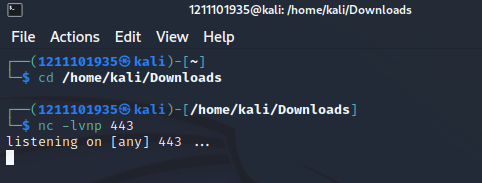 1211101935@kali: /home/kali/Downloads
File Actions Edit View Help
┌──(1211101935㉿kali)-[~]
└─$ cd /home/kali/Downloads
┌──(1211101935㉿kali)-[/home/kali/Downloads]
└─$ nc -lvnp 443
listening on [any] 443 ...